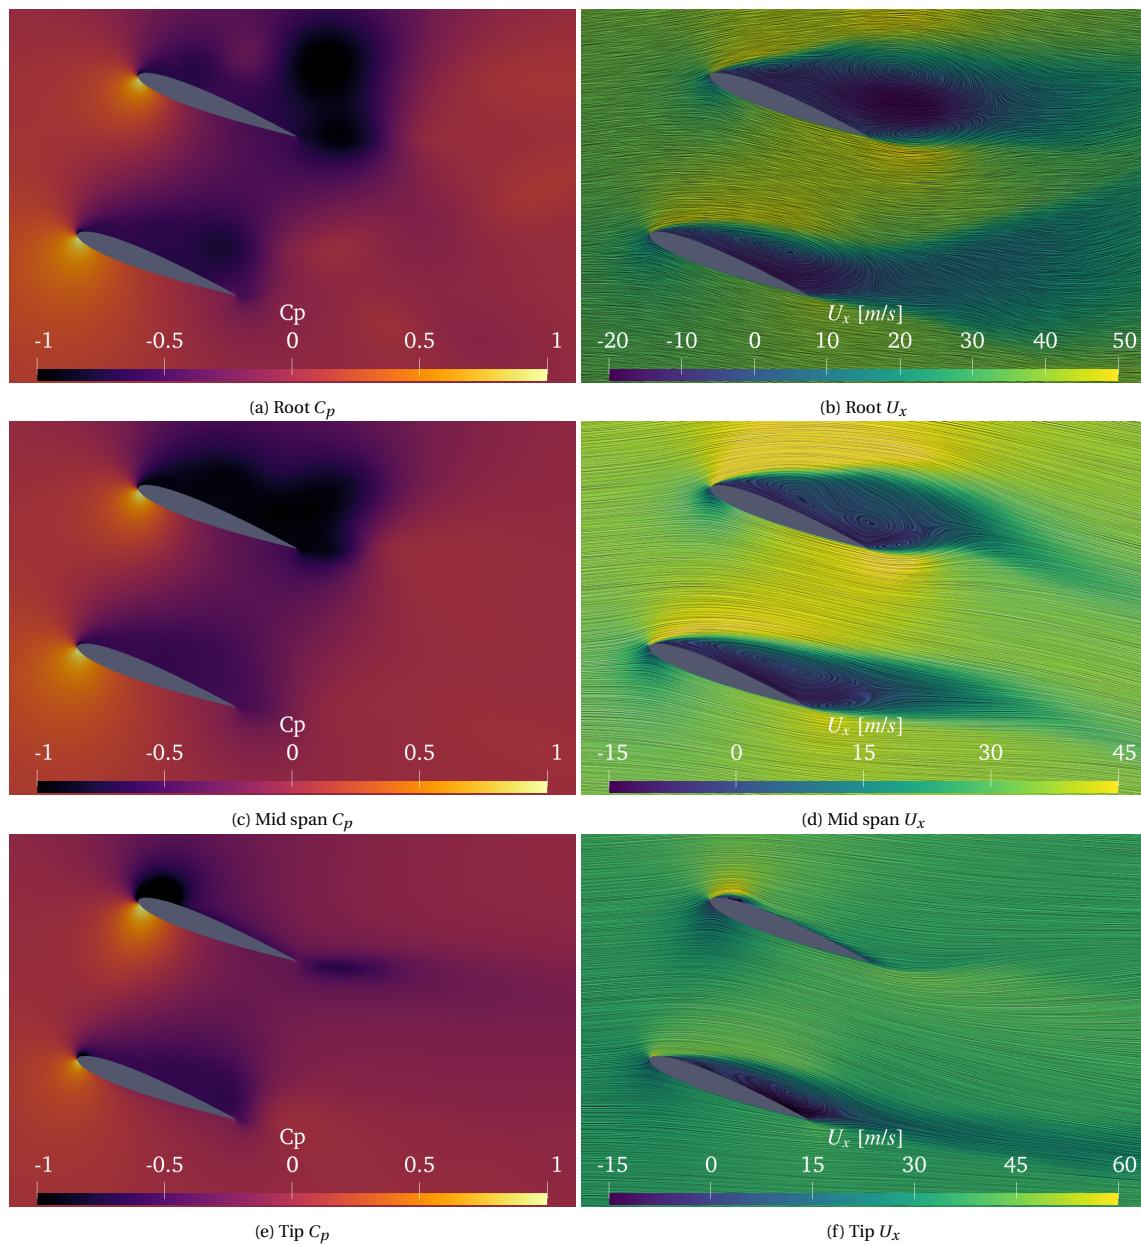 Cp
-1 -0.5 0 0.5 1
(a) Root Cp
Ux [m/s]
-20 -10 0 10 20 30 40 50
(b) Root Ux
Cp
-1 -0.5 0 0.5 1
(c) Mid span Cp
Ux [m/s]
-15 0 15 30 45
(d) Mid span Ux
Cp
-1 -0.5 0 0.5 1
(e) Tip Cp
Ux [m/s]
-15 0 15 30 45 60
(f) Tip Ux